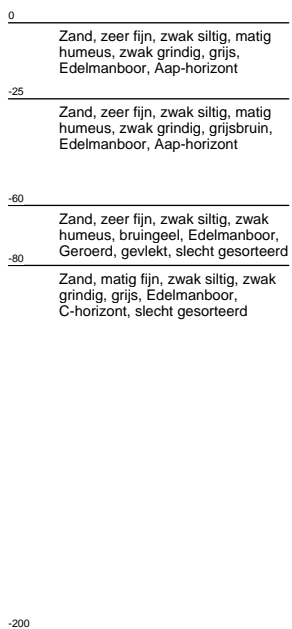 0
Zand, zeer fijn, zwak siltig, matig
humeus, zwak grindig, grijs,
Edelmanboor, Aap-horizont
-25
Zand, zeer fijn, zwak siltig, matig
humeus, zwak grindig, grijsbruin,
Edelmanboor, Aap-horizont
-60
Zand, zeer fijn, zwak siltig, zwak
humeus, bruingeel, Edelmanboor,
Geroerd, gevlekt, slecht gesorteerd
-80
Zand, matig fijn, zwak siltig, zwak
grindig, grijs, Edelmanboor,
C-horizont, slecht gesorteerd
-200